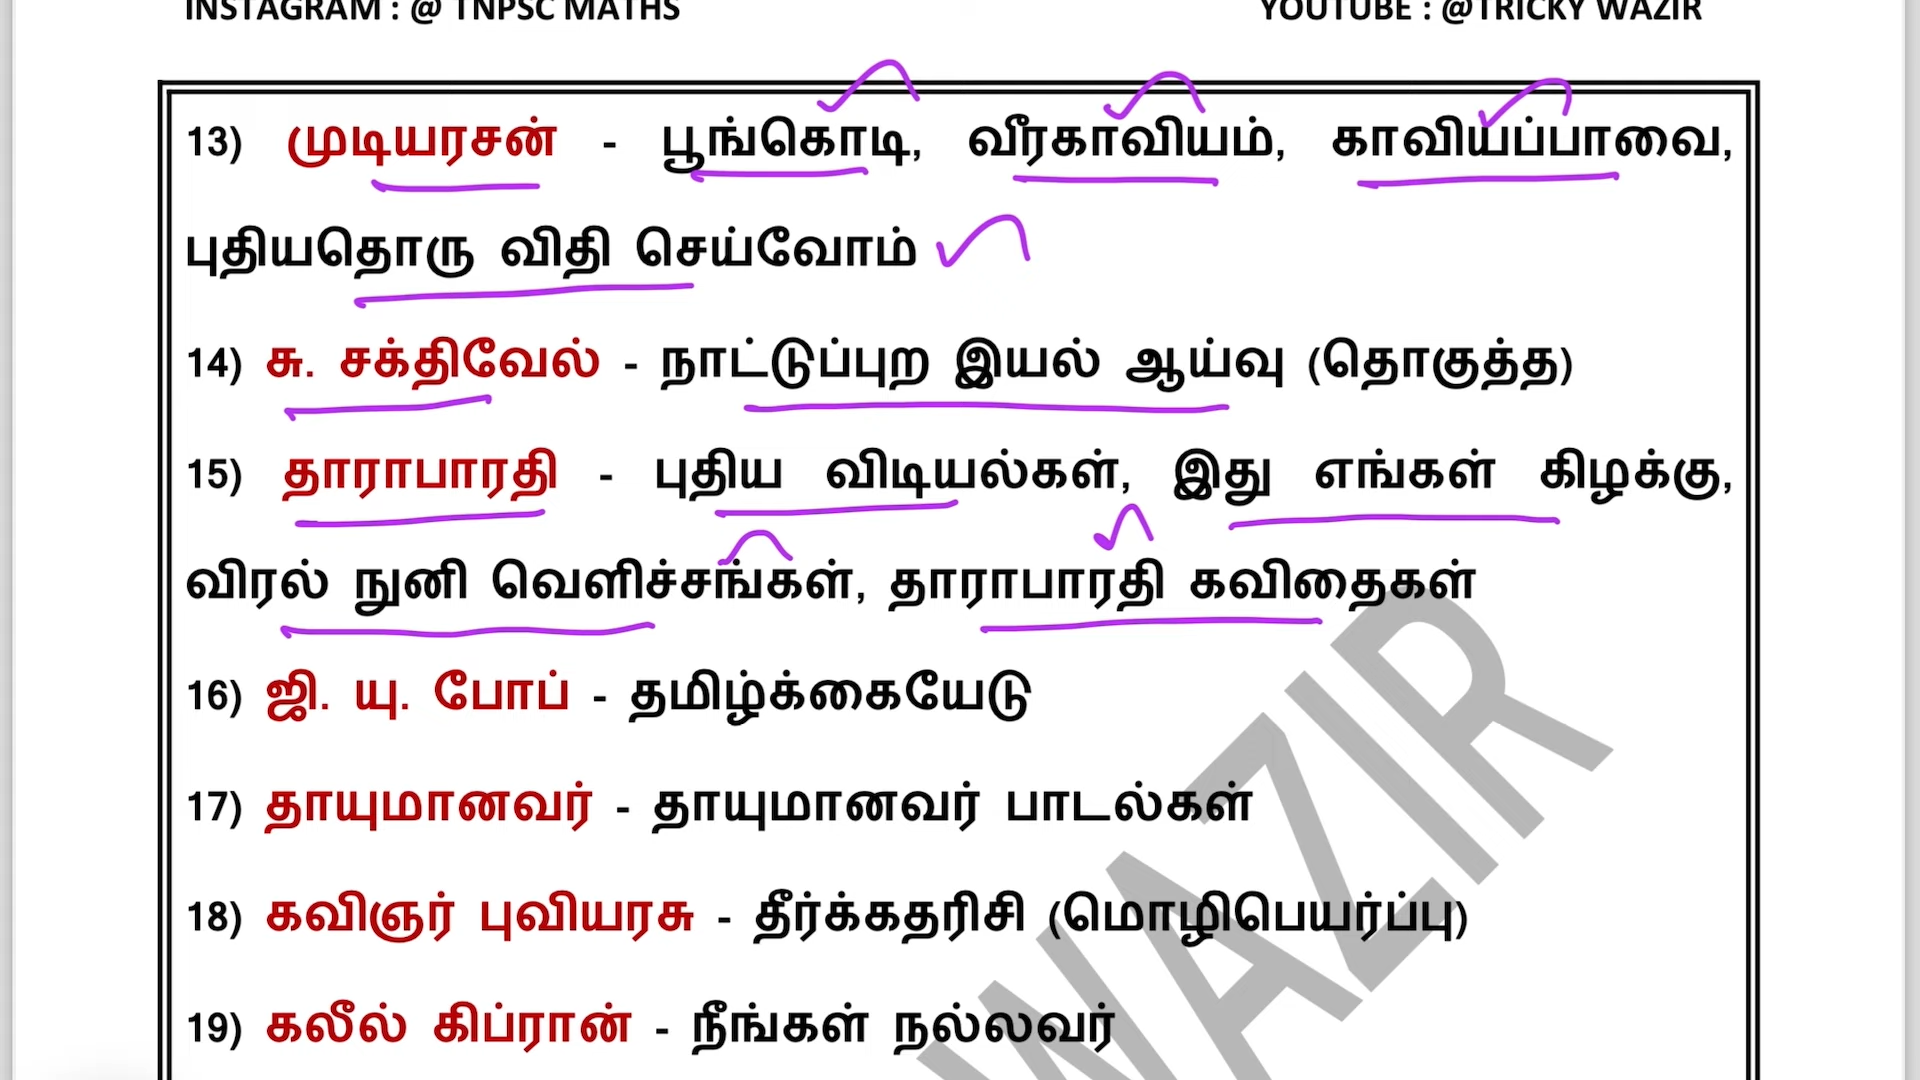 INSTAGRAM : @ TNPSC MATHS YOUTUBE : @TRICKY WAZIR
13) முடியரசன் - பூங்கொடி, வீரகாவியம், காவியப்பாவை,
புதியதொரு விதி செய்வோம்
14) சு. சக்திவேல் - நாட்டுப்புற இயல் ஆய்வு (தொகுத்த)
15) தாராபாரதி - புதிய விடியல்கள், இது எங்கள் கிழக்கு,
விரல் நுனி வெளிச்சங்கள், தாராபாரதி கவிதைகள்
16) ஜி. யு. போப் - தமிழ்க்கையேடு
17) தாயுமானவர் - தாயுமானவர் பாடல்கள்
18) கவிஞர் புவியரசு - தீர்க்கதரிசி (மொழிபெயர்ப்பு)
19) கலீல் கிப்ரான் - நீங்கள் நல்லவர்
WAZIR